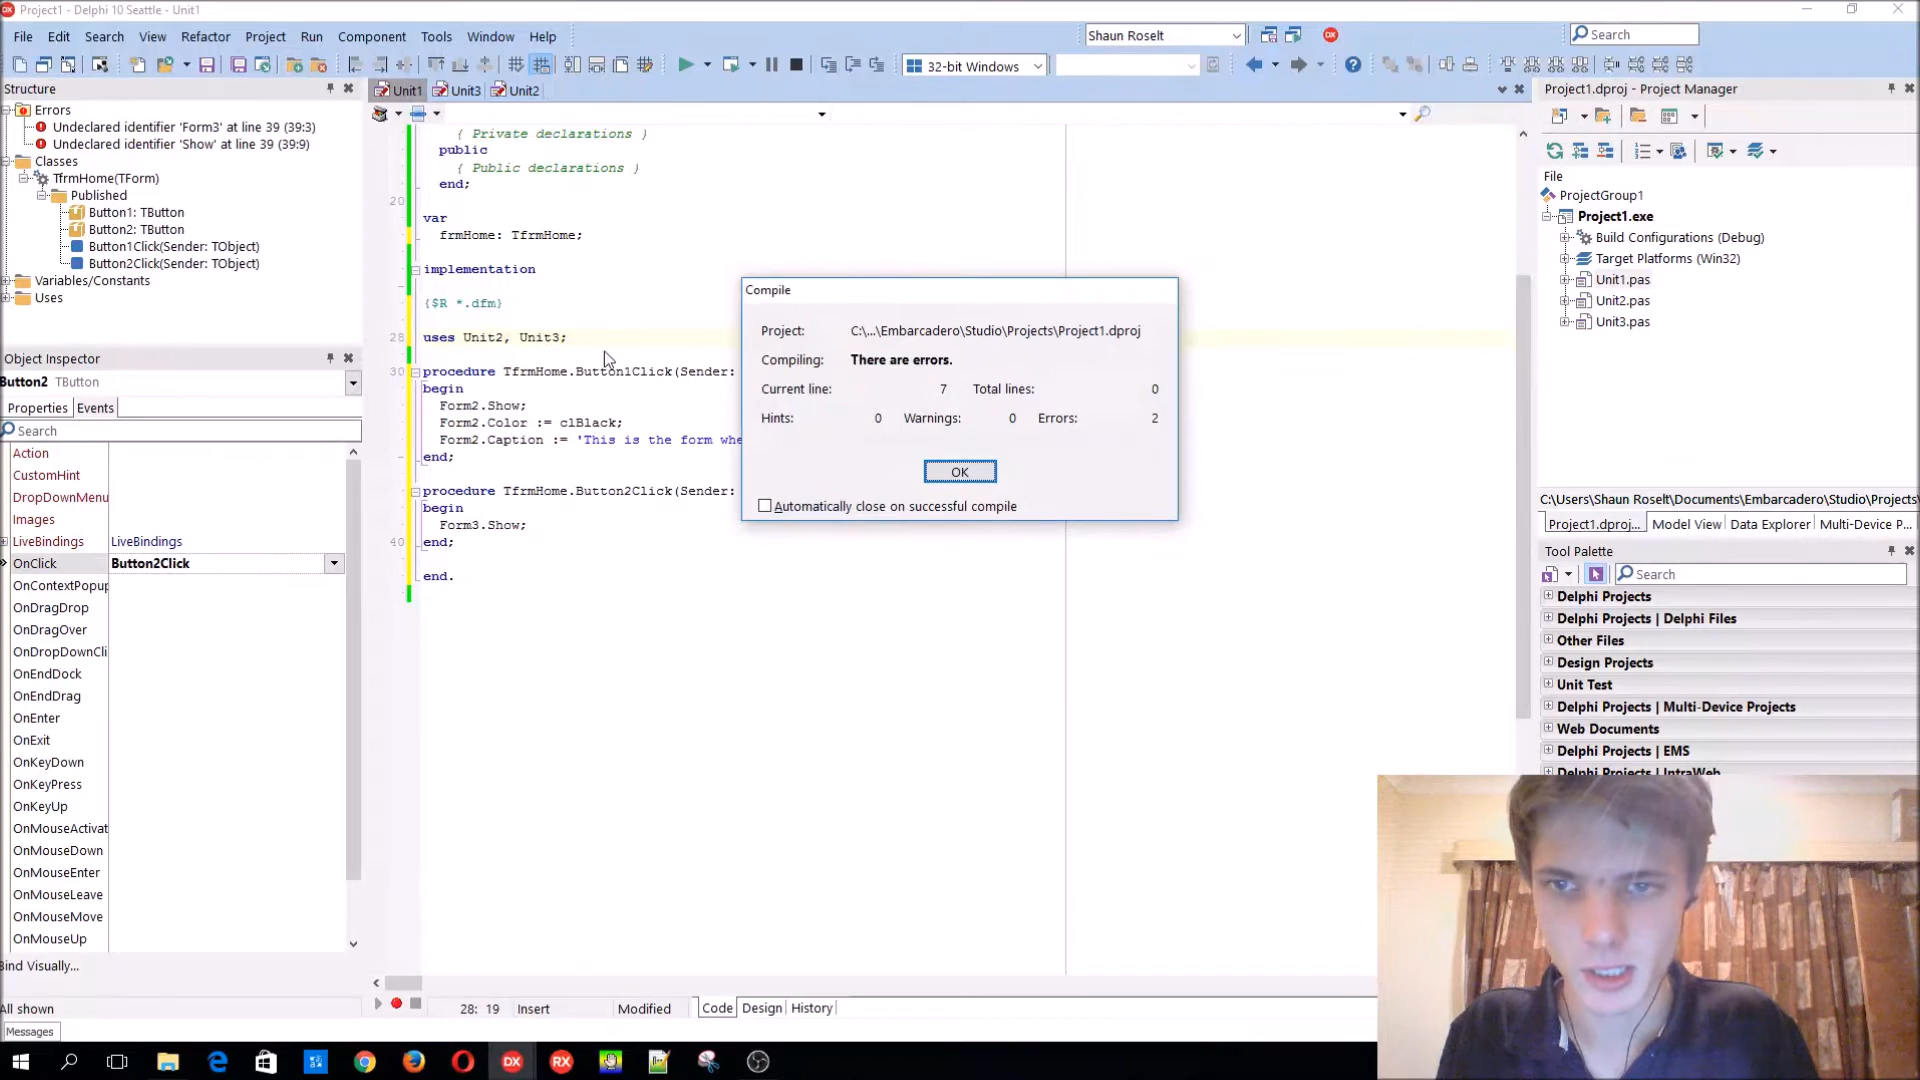 Project1 - Delphi 10 Seattle - Unit1
File Edit Search View Refactor Project Run Component Tools Window Help
Shaun Roselt
Search
32-bit Windows
Structure
Errors
Undeclared identifier 'Form3' at line 39 (39:3)
Undeclared identifier 'Show' at line 39 (39:9)
Classes
TfrmHome(TForm)
Published
Button1: TButton
Button2: TButton
Button1Click(Sender: TObject)
Button2Click(Sender: TObject)
Variables/Constants
Uses
Object Inspector
Button2 TButton
Properties Events
Search
Action
CustomHint
DropDownMenu
Images
LiveBindings LiveBindings
OnClick Button2Click
OnContextPopup
OnDragDrop
OnDragOver
OnDropDownCli
OnEndDock
OnEndDrag
OnEnter
OnExit
OnKeyDown
OnKeyPress
OnKeyUp
OnMouseActivat
OnMouseDown
OnMouseEnter
OnMouseLeave
OnMouseMove
OnMouseUp
Bind Visually...
All shown
Messages
Unit1 Unit3 Unit2
{ Private declarations }
public
{ Public declarations }
end;
20
var
frmHome: TfrmHome;
implementation
{$R *.dfm}
28 uses Unit2, Unit3;
30 procedure TfrmHome.Button1Click(Sender:
begin
Form2.Show;
Form2.Color := clBlack;
Form2.Caption := 'This is the form whe
end;
procedure TfrmHome.Button2Click(Sender:
begin
Form3.Show;
40 end;
end.
Compile
Project: C:\...\Embarcadero\Studio\Projects\Project1.dproj
Compiling: There are errors.
Current line: 7 Total lines: 0
Hints: 0 Warnings: 0 Errors: 2
OK
Automatically close on successful compile
28: 19 Insert Modified Code Design History
Project1.dproj - Project Manager
File
ProjectGroup1
Project1.exe
Build Configurations (Debug)
Target Platforms (Win32)
Unit1.pas
Unit2.pas
Unit3.pas
C:\Users\Shaun Roselt\Documents\Embarcadero\Studio\Projects\
Project1.dproj... Model View Data Explorer Multi-Device P...
Tool Palette
Search
Delphi Projects
Delphi Projects | Delphi Files
Other Files
Design Projects
Unit Test
Delphi Projects | Multi-Device Projects
Web Documents
Delphi Projects | EMS
Delphi Projects | IntraWeb
DX RX